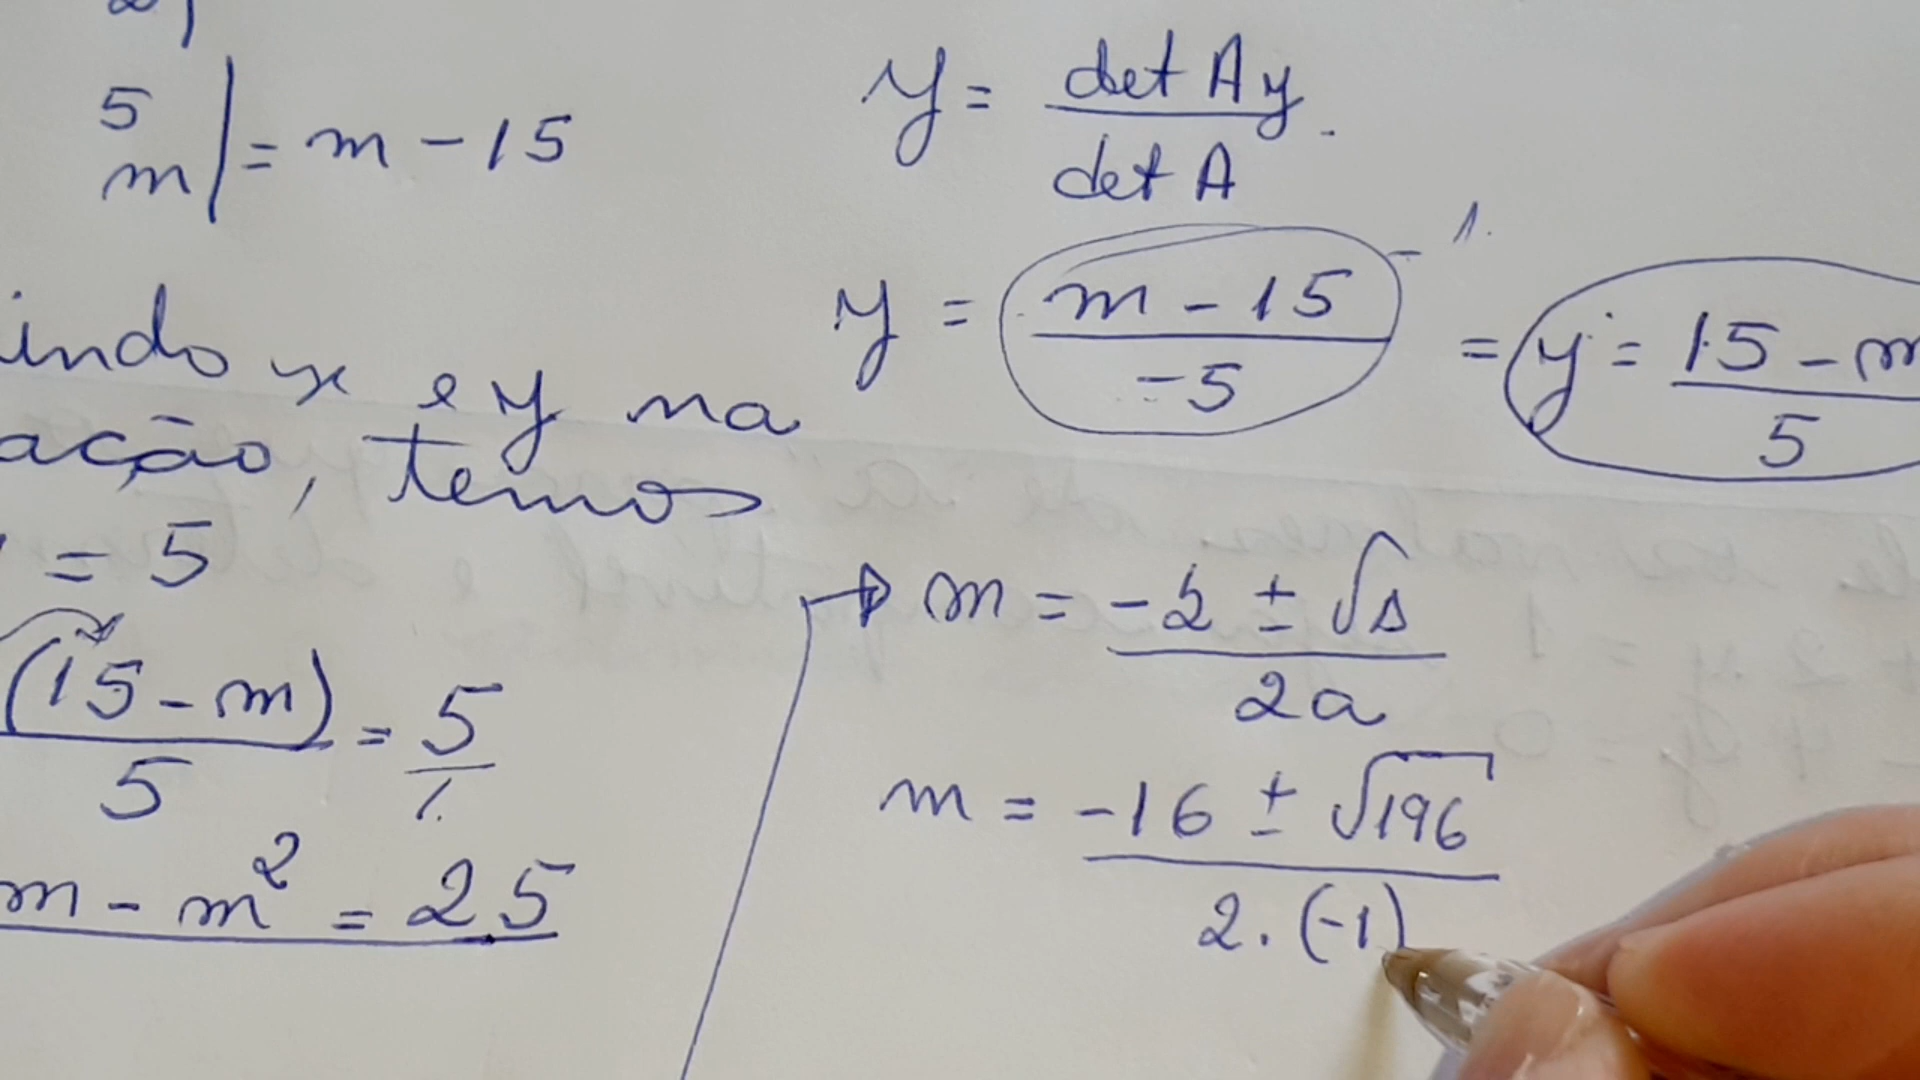 5
m | = m - 15
y = det Ay / det A
y = m - 15 / -5 -1. = y = 15 - m / 5
indo x e y na
ação, temos
= 5
(15 - m) / 5 = 5 / 1.
m - m² = 25
m = -b ± √Δ / 2a
m = -16 ± √196 / 2 . (-1)